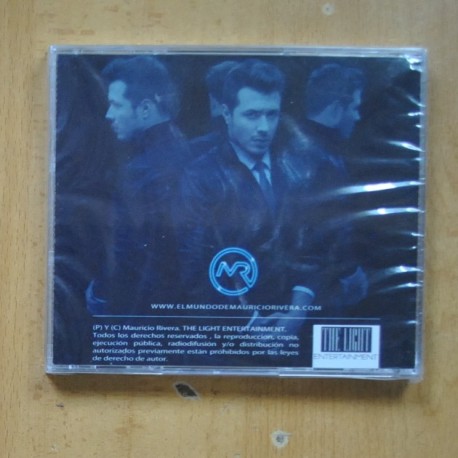 MR
WWW.ELMUNDODEMAURICIORIVERA.COM
(P) Y (C) Mauricio Rivera. THE LIGHT ENTERTAINMENT.
Todos los derechos reservados , la reproducción, copia,
ejecución pública, radiodifusión y/o distribución no
autorizados previamente están prohibidos por las leyes
de derecho de autor.
THE LIGHT
ENTERTAINMENT